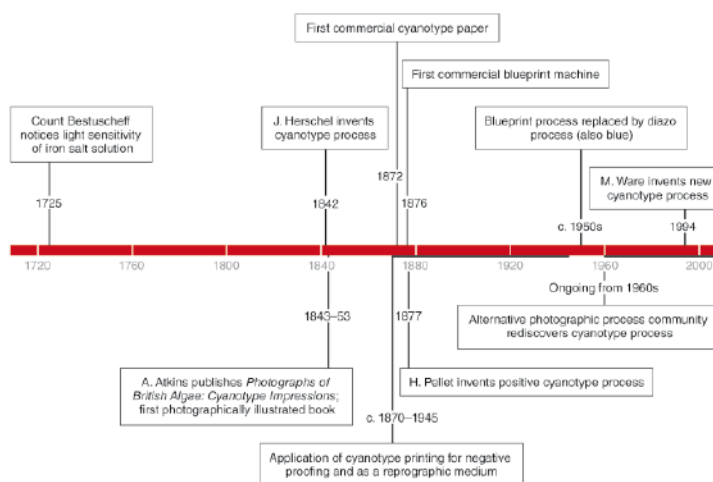 First commercial cyanotype paper
First commercial blueprint machine
Count Bestuscheff
notices light sensitivity
of iron salt solution
J. Herschel invents
cyanotype process
Blueprint process replaced by diazo
process (also blue)
M. Ware invents new
cyanotype process
1725
1842
1872
1876
c. 1950s
1994
1720
1760
1800
1840
1880
1920
1960
2000
Ongoing from 1960s
Alternative photographic process community
rediscovers cyanotype process
1843–53
1877
A. Atkins publishes Photographs of
British Algae: Cyanotype Impressions;
first photographically illustrated book
H. Pellet invents positive cyanotype process
c. 1870–1945
Application of cyanotype printing for negative
proofing and as a reprographic medium